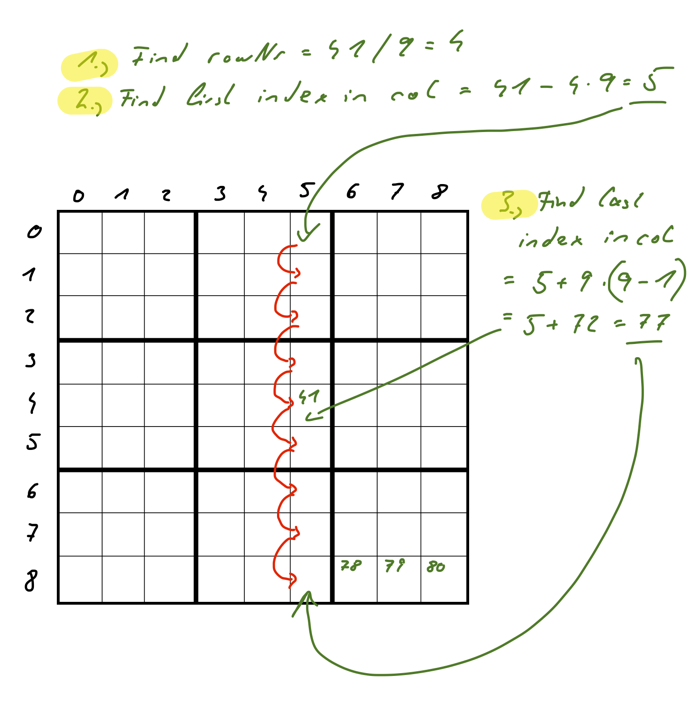 1., Find rowNr = 41 / 9 = 4
2., Find first index in col = 41 - 4 · 9 = 5
0 1 2 3 4 5 6 7 8
3., Find last
index in col
= 5 + 9 · (9 - 1)
= 5 + 72 = 77
0
1
2
3
4 41
5
6
7
8 78 79 80